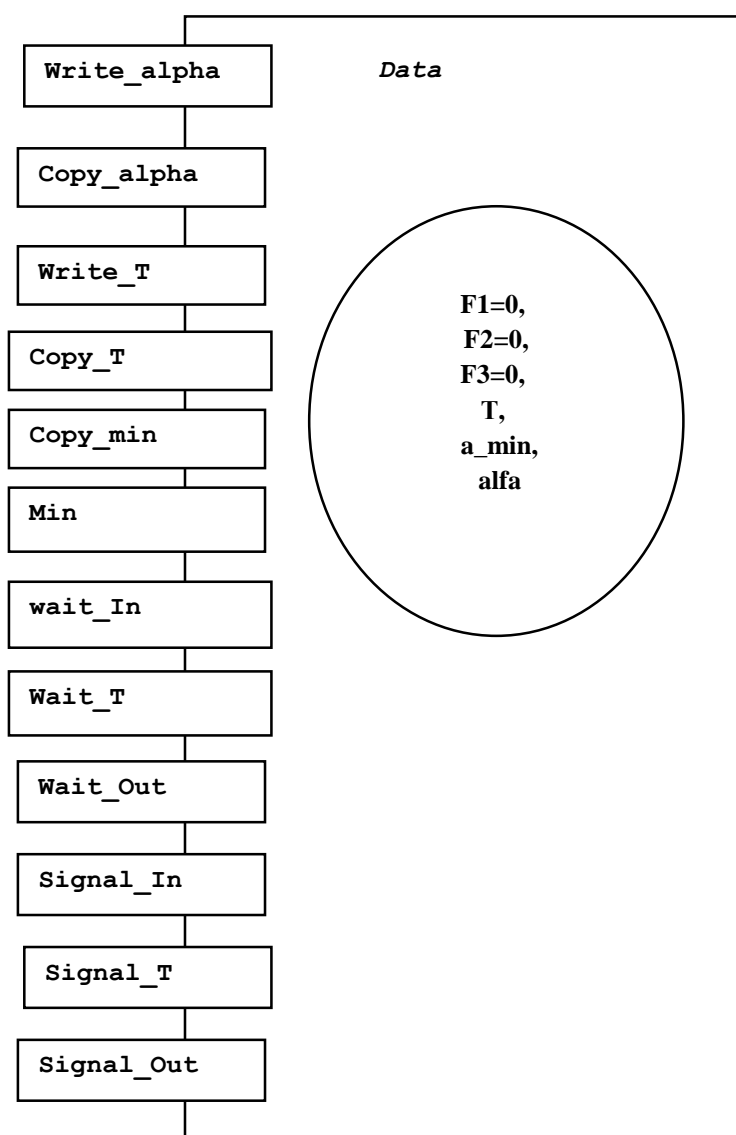 Write_alpha
Data
Copy_alpha
Write_T
Copy_T
Copy_min
Min
wait_In
Wait_T
Wait_Out
Signal_In
Signal_T
Signal_Out
F1=0,
F2=0,
F3=0,
T,
a_min,
alfa